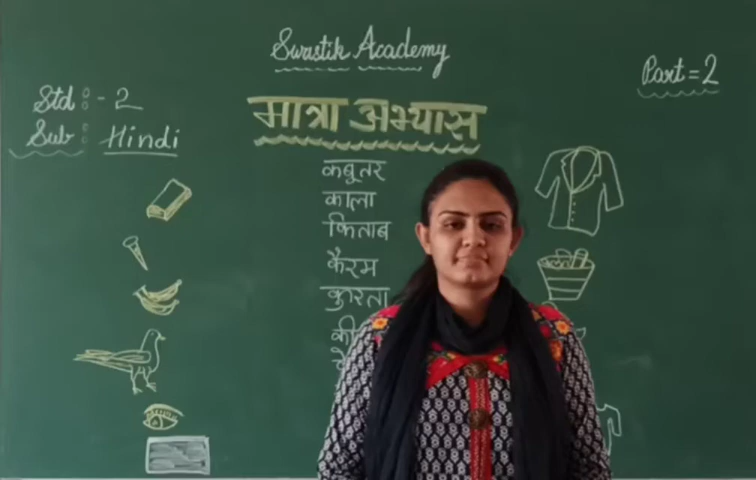 Swastik Academy
Part = 2
Std :- 2
Sub : Hindi
मात्रा अभ्यास
कबूतर
काला
किताब
कैरम
कुरता